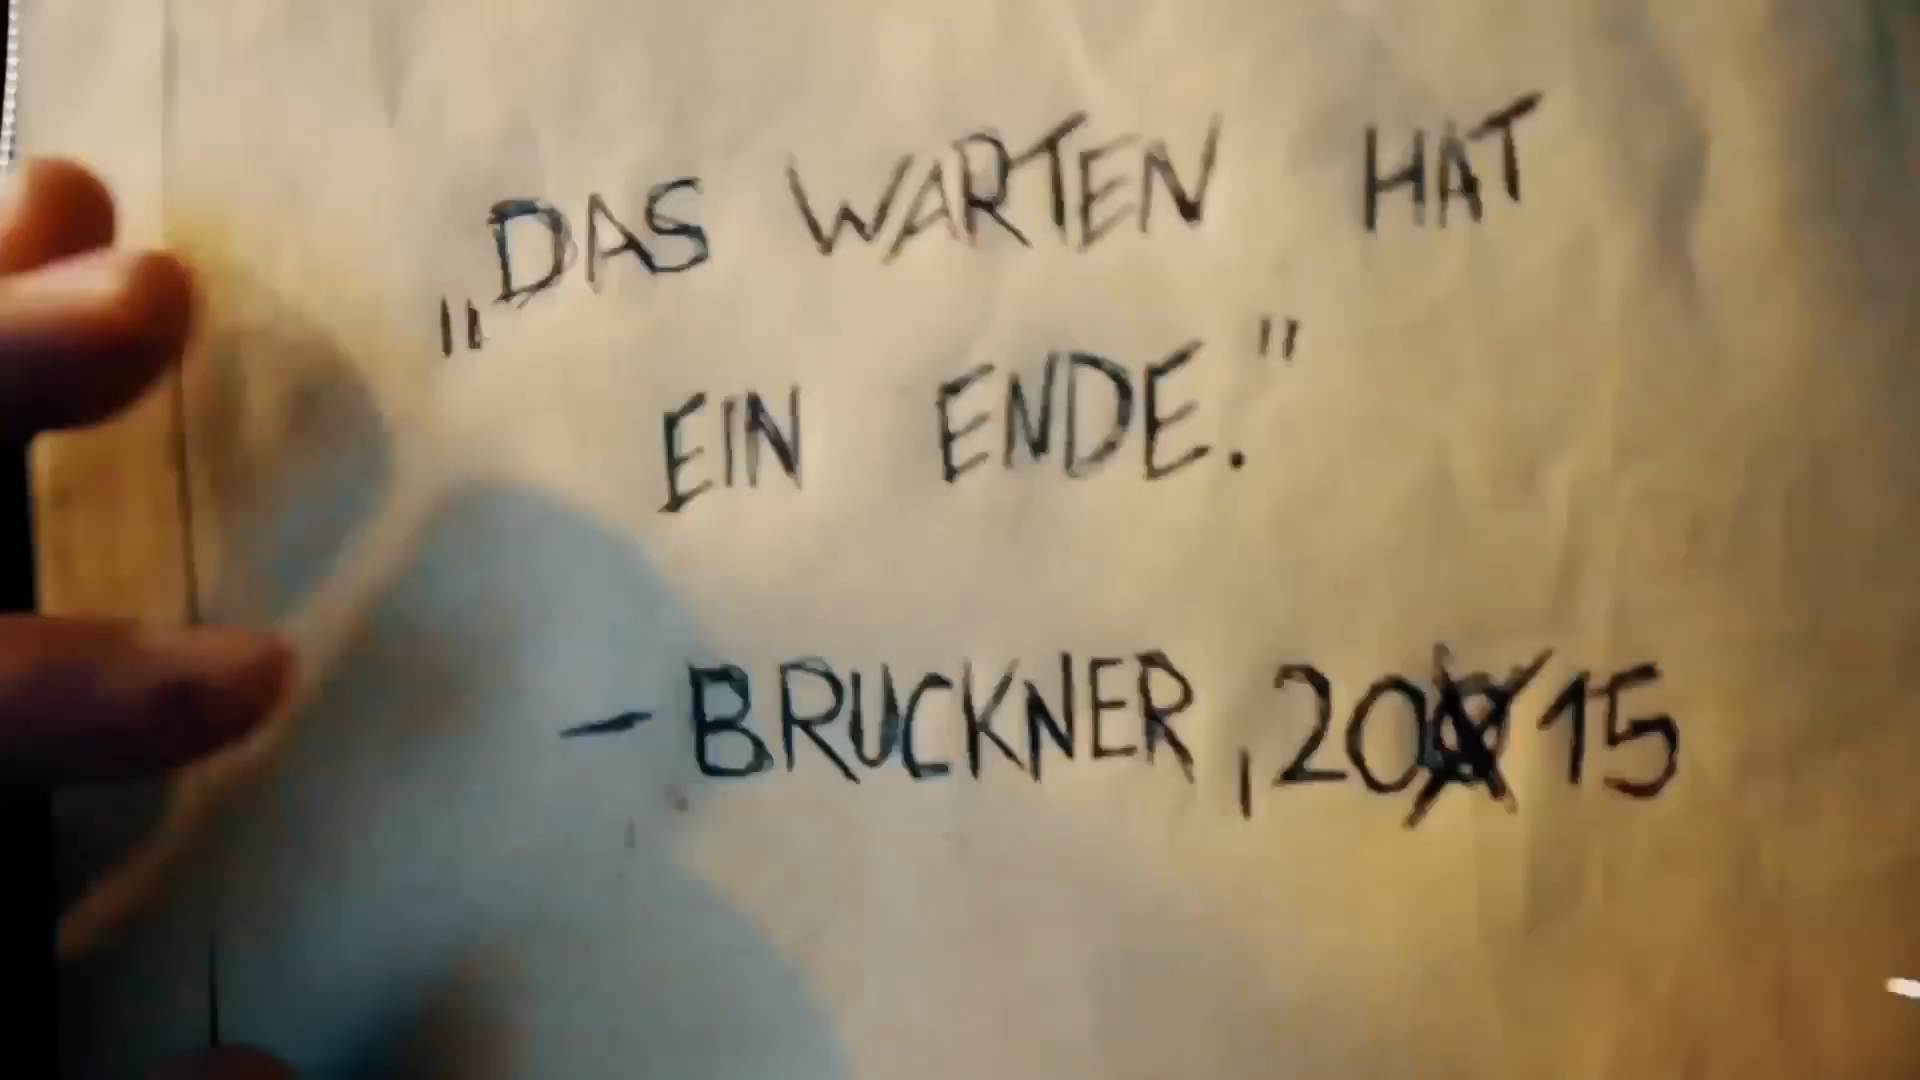 „DAS WARTEN HAT
EIN ENDE."
– BRUCKNER, 2015